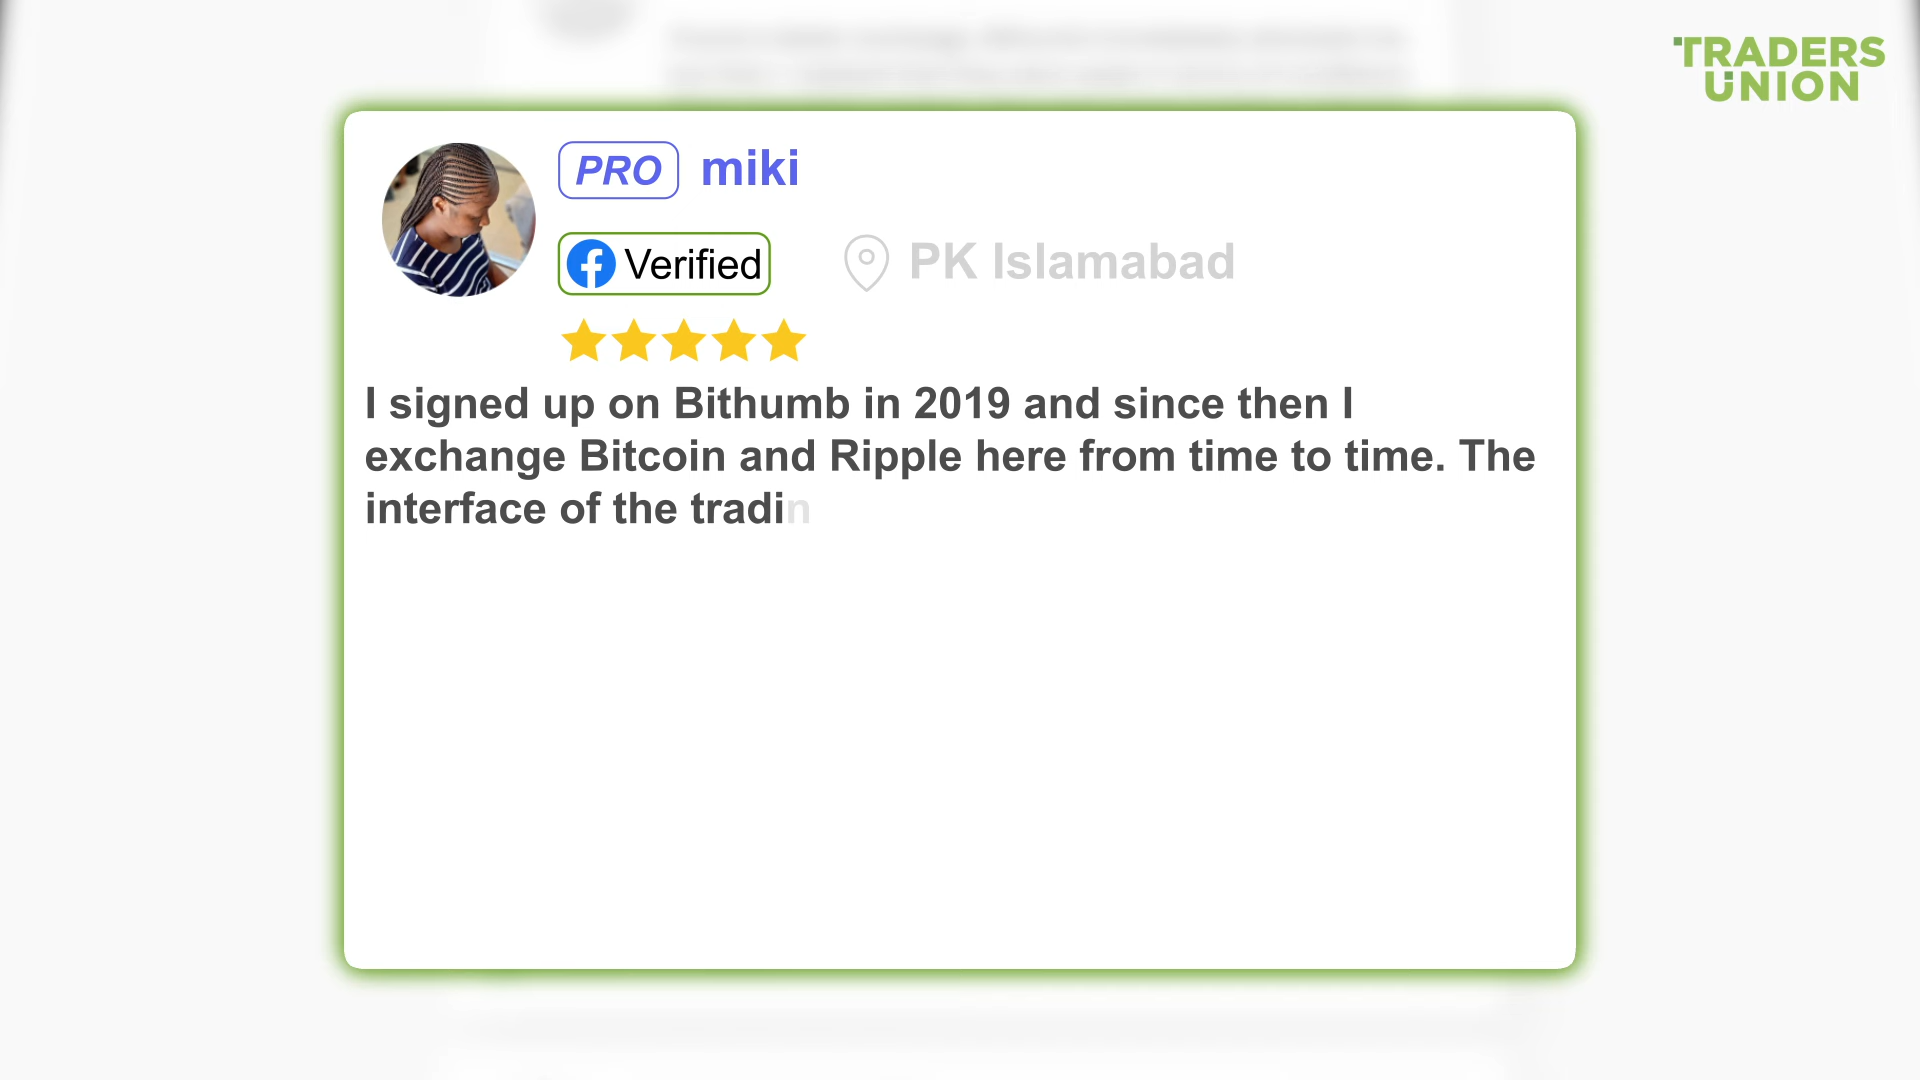 TRADERS
UNION
PRO miki
Verified PK Islamabad
I signed up on Bithumb in 2019 and since then I
exchange Bitcoin and Ripple here from time to time. The
interface of the tradin